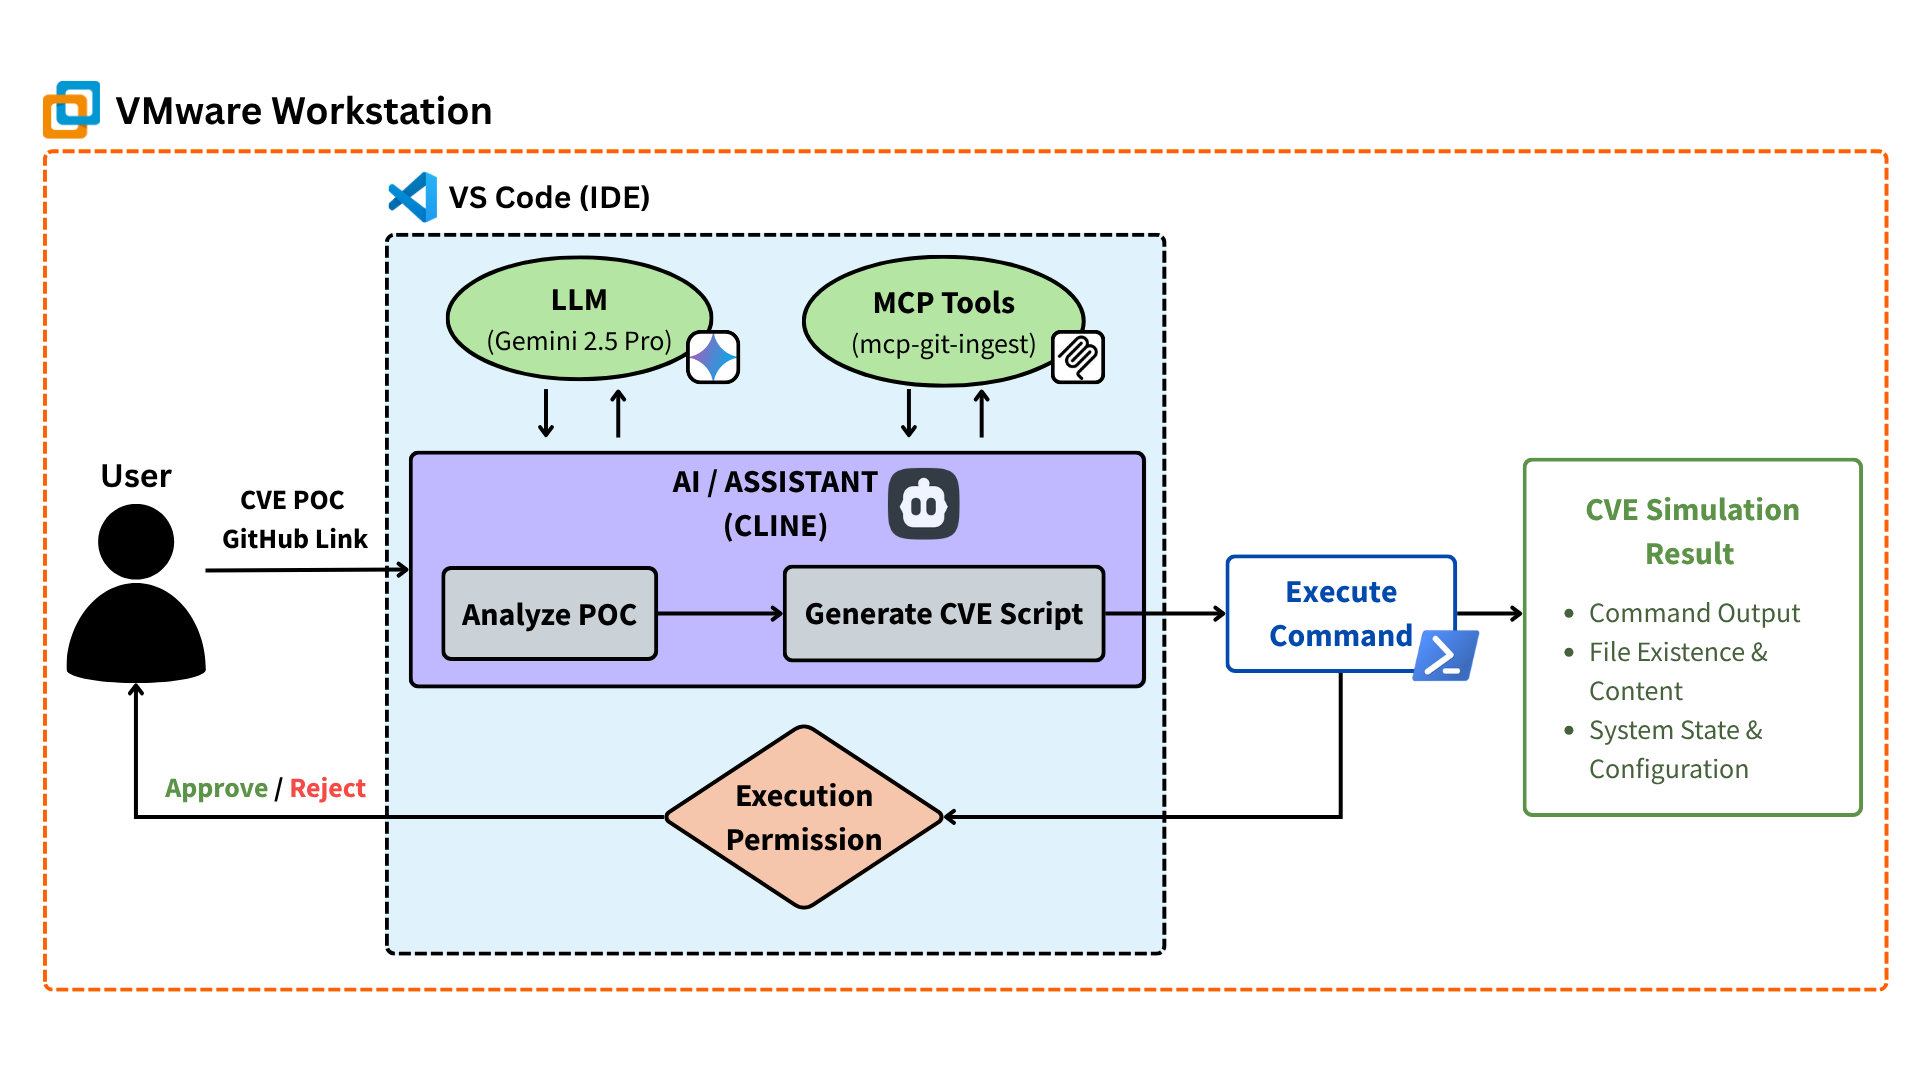 VMware Workstation
VS Code (IDE)
LLM
(Gemini 2.5 Pro)
MCP Tools
(mcp-git-ingest)
User
CVE POC
GitHub Link
AI / ASSISTANT
(CLINE)
Analyze POC
Generate CVE Script
Execute
Command
CVE Simulation
Result
• Command Output
• File Existence &
Content
• System State &
Configuration
Approve / Reject
Execution
Permission